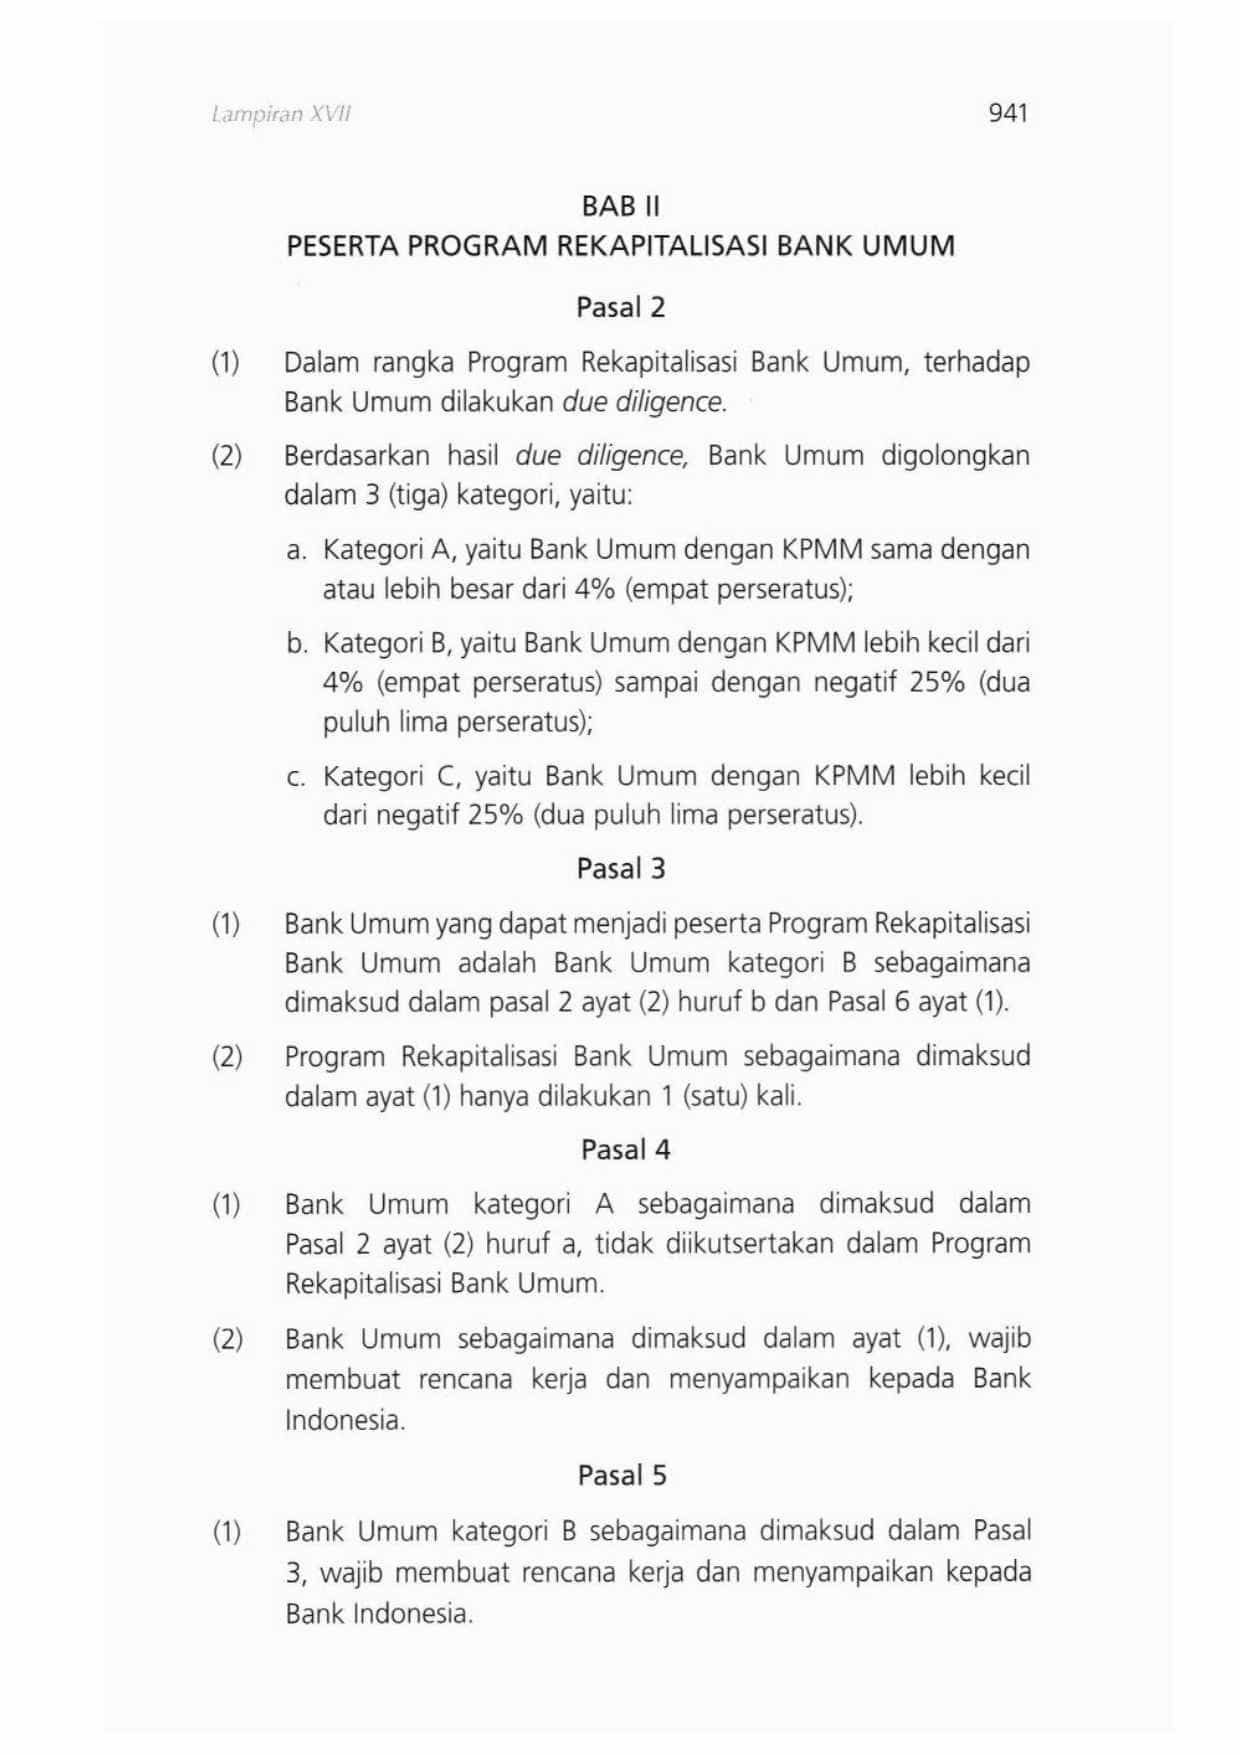 Lampiran XVII 941
BAB II
PESERTA PROGRAM REKAPITALISASI BANK UMUM
Pasal 2
(1) Dalam rangka Program Rekapitalisasi Bank Umum, terhadap
Bank Umum dilakukan due diligence.
(2) Berdasarkan hasil due diligence, Bank Umum digolongkan
dalam 3 (tiga) kategori, yaitu:
a. Kategori A, yaitu Bank Umum dengan KPMM sama dengan
atau lebih besar dari 4% (empat perseratus);
b. Kategori B, yaitu Bank Umum dengan KPMM lebih kecil dari
4% (empat perseratus) sampai dengan negatif 25% (dua
puluh lima perseratus);
c. Kategori C, yaitu Bank Umum dengan KPMM lebih kecil
dari negatif 25% (dua puluh lima perseratus).
Pasal 3
(1) Bank Umum yang dapat menjadi peserta Program Rekapitalisasi
Bank Umum adalah Bank Umum kategori B sebagaimana
dimaksud dalam pasal 2 ayat (2) huruf b dan Pasal 6 ayat (1).
(2) Program Rekapitalisasi Bank Umum sebagaimana dimaksud
dalam ayat (1) hanya dilakukan 1 (satu) kali.
Pasal 4
(1) Bank Umum kategori A sebagaimana dimaksud dalam
Pasal 2 ayat (2) huruf a, tidak diikutsertakan dalam Program
Rekapitalisasi Bank Umum.
(2) Bank Umum sebagaimana dimaksud dalam ayat (1), wajib
membuat rencana kerja dan menyampaikan kepada Bank
Indonesia.
Pasal 5
(1) Bank Umum kategori B sebagaimana dimaksud dalam Pasal
3, wajib membuat rencana kerja dan menyampaikan kepada
Bank Indonesia.